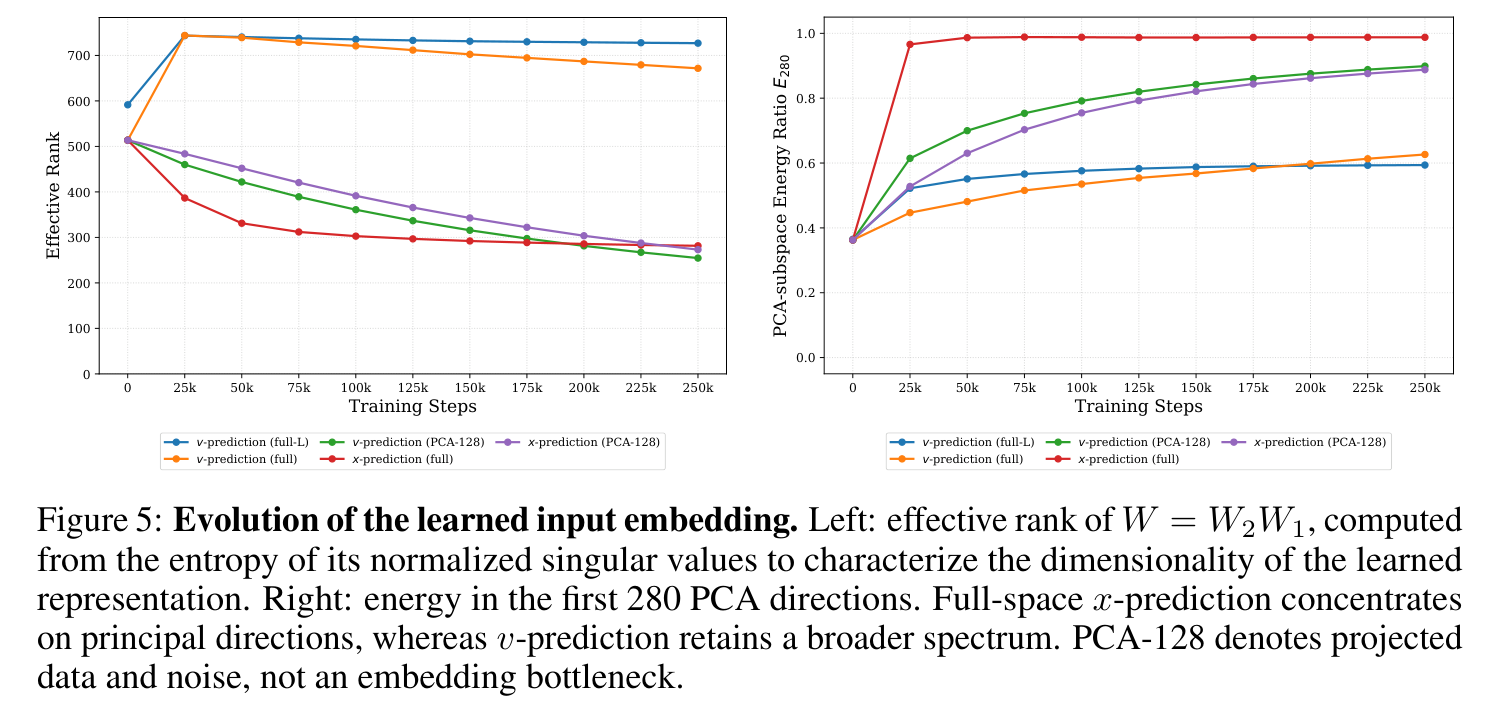 700
600
500
400
300
200
100
0
Effective Rank
0 25k 50k 75k 100k 125k 150k 175k 200k 225k 250k
Training Steps
v-prediction (full-L) v-prediction (PCA-128) x-prediction (PCA-128)
v-prediction (full) x-prediction (full)
1.0
0.8
0.6
0.4
0.2
0.0
PCA-subspace Energy Ratio E₂₈₀
0 25k 50k 75k 100k 125k 150k 175k 200k 225k 250k
Training Steps
v-prediction (full-L) v-prediction (PCA-128) x-prediction (PCA-128)
v-prediction (full) x-prediction (full)
Figure 5: Evolution of the learned input embedding. Left: effective rank of W = W₂W₁, computed
from the entropy of its normalized singular values to characterize the dimensionality of the learned
representation. Right: energy in the first 280 PCA directions. Full-space x-prediction concentrates
on principal directions, whereas v-prediction retains a broader spectrum. PCA-128 denotes projected
data and noise, not an embedding bottleneck.